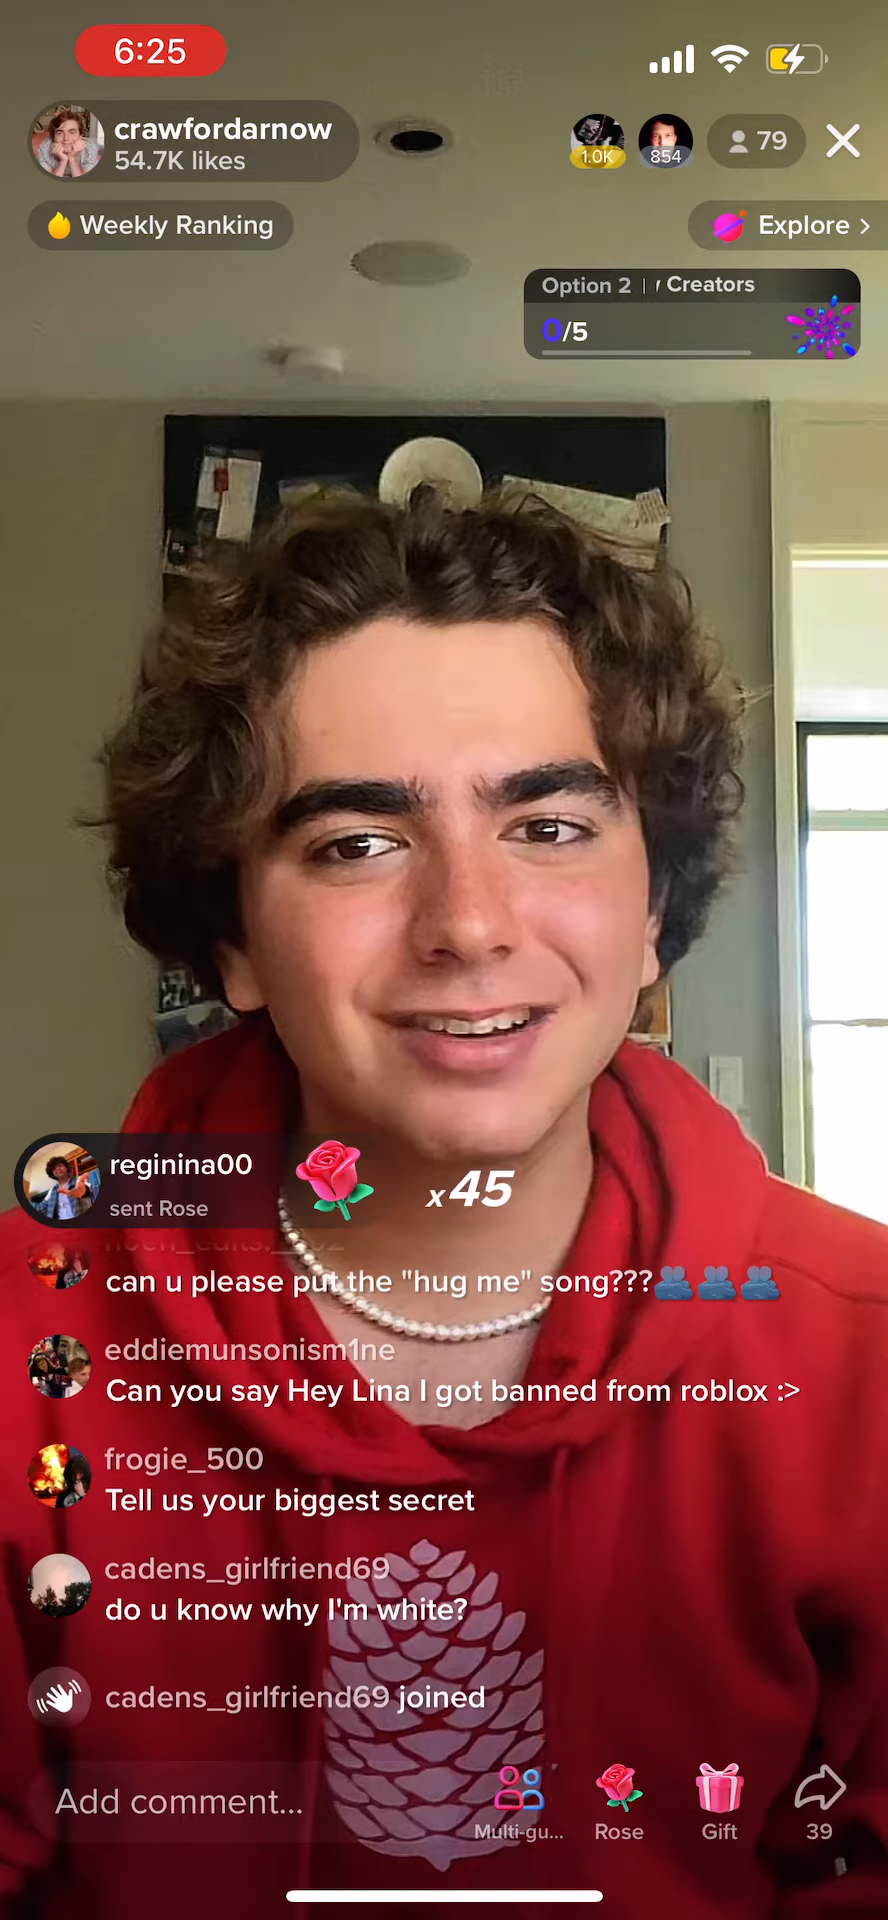 6:25
crawfordarnow
54.7K likes
1.0K
854
79
Weekly Ranking
Explore >
Option 2 | Creators
0/5
reginina00
sent Rose
x45
can u please put the "hug me" song???🫂🫂🫂
eddiemunsonism1ne
Can you say Hey Lina I got banned from roblox :>
frogie_500
Tell us your biggest secret
cadens_girlfriend69
do u know why I'm white?
cadens_girlfriend69 joined
Add comment...
Multi-gu...
Rose
Gift
39